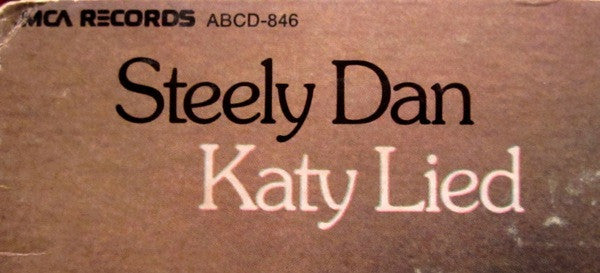 MCA RECORDS ABCD-846
Steely Dan
Katy Lied